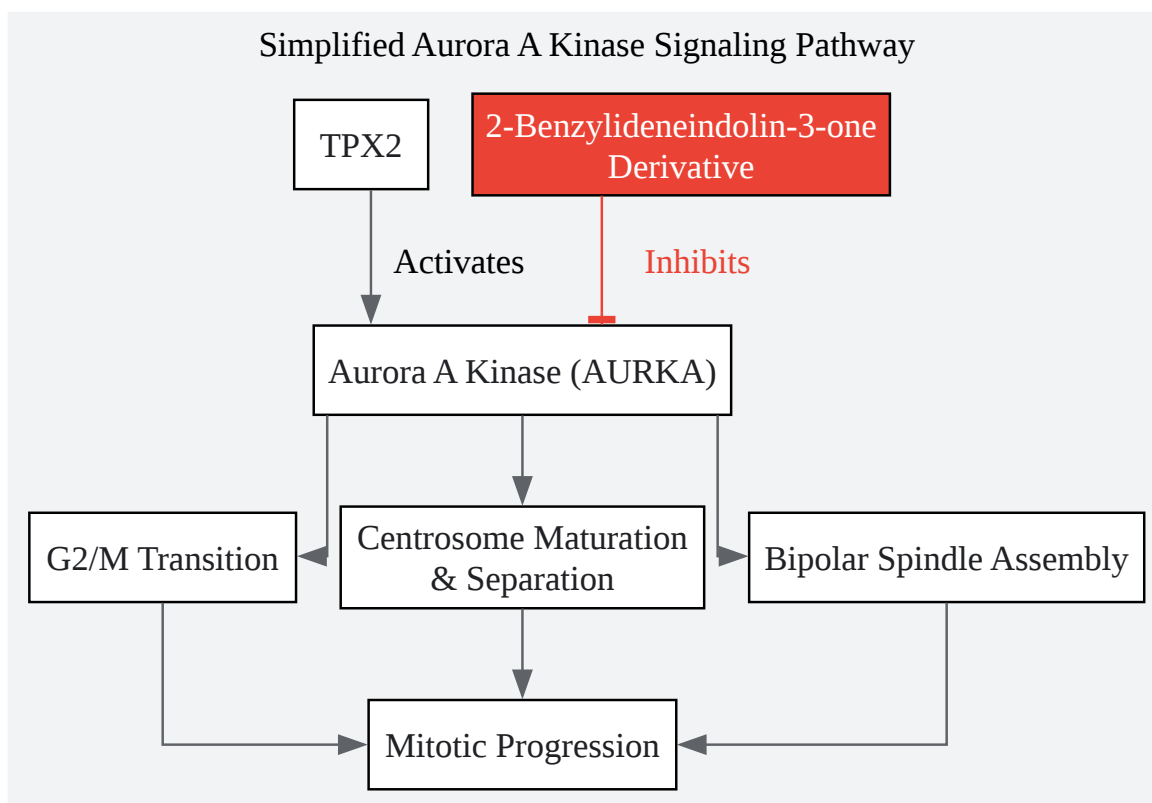 Simplified Aurora A Kinase Signaling Pathway
TPX2
2-Benzylideneindolin-3-one
Derivative
Activates
Inhibits
Aurora A Kinase (AURKA)
G2/M Transition
Centrosome Maturation
& Separation
Bipolar Spindle Assembly
Mitotic Progression